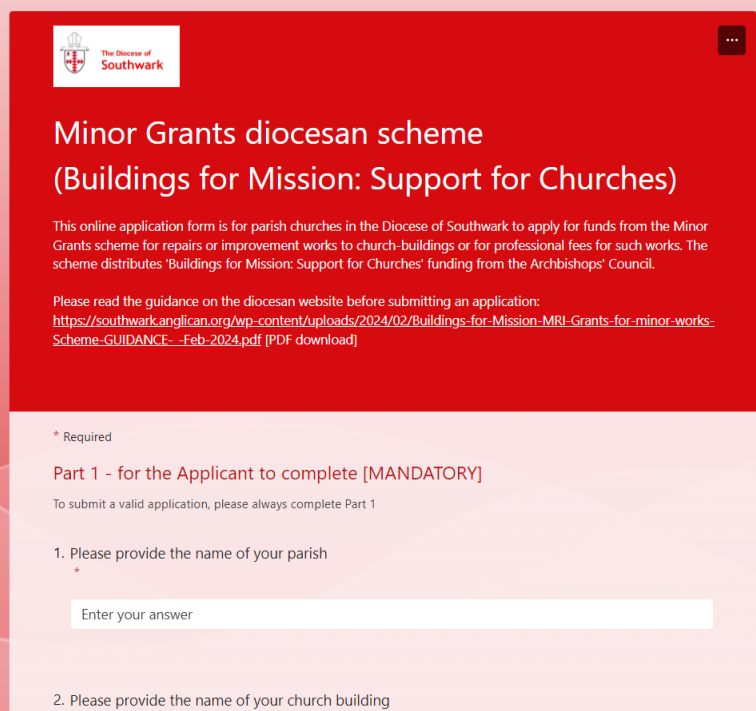 The Diocese of
Southwark
...
Minor Grants diocesan scheme
(Buildings for Mission: Support for Churches)
This online application form is for parish churches in the Diocese of Southwark to apply for funds from the Minor
Grants scheme for repairs or improvement works to church-buildings or for professional fees for such works. The
scheme distributes 'Buildings for Mission: Support for Churches' funding from the Archbishops' Council.
Please read the guidance on the diocesan website before submitting an application:
https://southwark.anglican.org/wp-content/uploads/2024/02/Buildings-for-Mission-MRI-Grants-for-minor-works-
Scheme-GUIDANCE- -Feb-2024.pdf [PDF download]
* Required
Part 1 - for the Applicant to complete [MANDATORY]
To submit a valid application, please always complete Part 1
1. Please provide the name of your parish
*
Enter your answer
2. Please provide the name of your church building